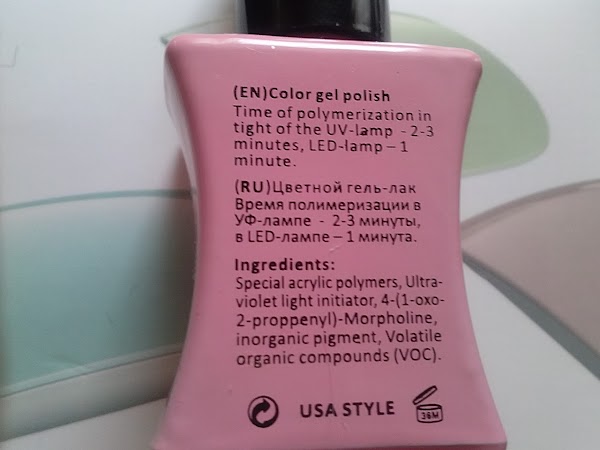 (EN)Color gel polish
Time of polymerization in
tight of the UV-lamp - 2-3
minutes, LED-lamp – 1
minute.
(RU)Цветной гель-лак
Время полимеризации в
УФ-лампе - 2-3 минуты,
в LED-лампе – 1 минута.
Ingredients:
Special acrylic polymers, Ultra-
violet light initiator, 4-(1-oxo-
2-proppenyl)-Morpholine,
inorganic pigment, Volatile
organic compounds (VOC).
USA STYLE 36M